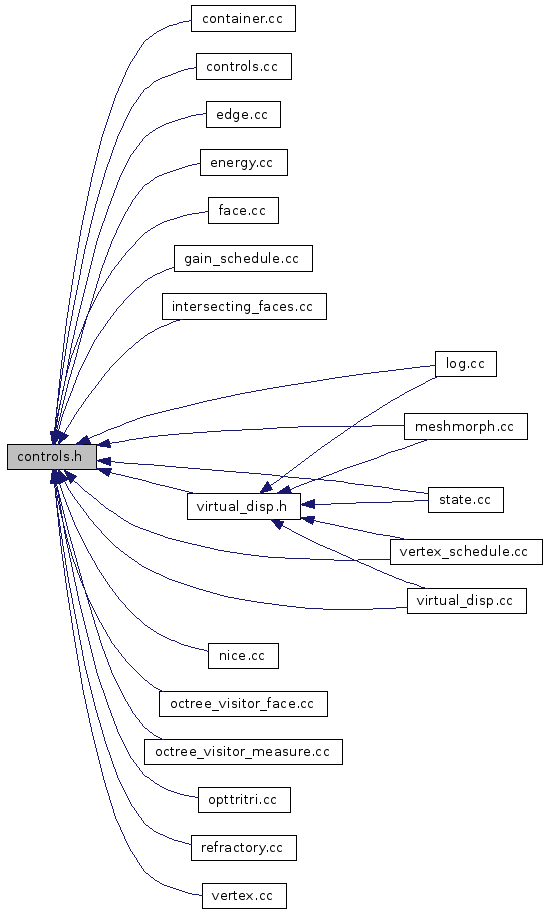 container.cc
controls.cc
edge.cc
energy.cc
face.cc
gain_schedule.cc
intersecting_faces.cc
log.cc
meshmorph.cc
controls.h
state.cc
virtual_disp.h
vertex_schedule.cc
virtual_disp.cc
nice.cc
octree_visitor_face.cc
octree_visitor_measure.cc
opttritri.cc
refractory.cc
vertex.cc